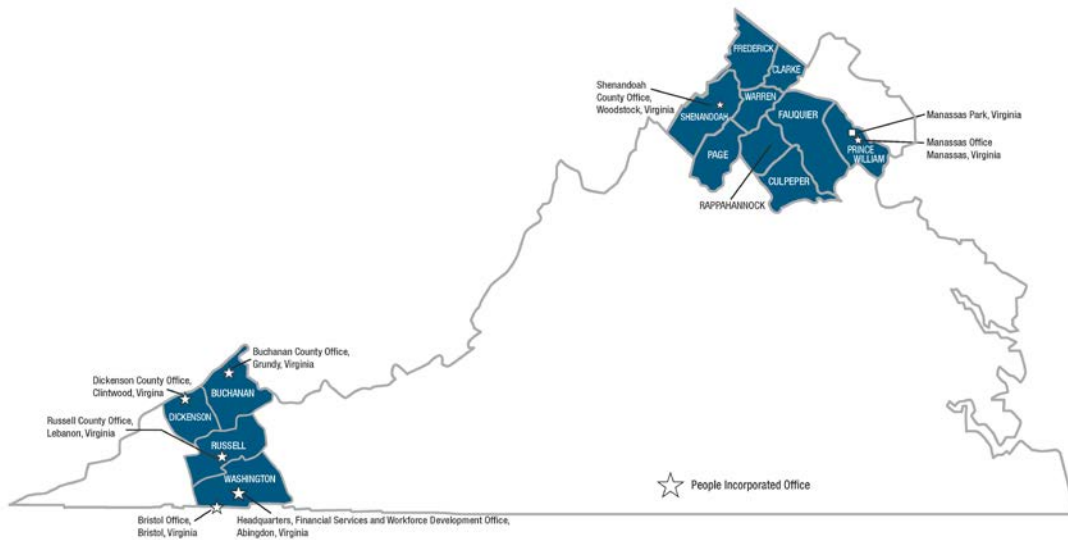 FREDERICK
CLARKE
Shenandoah
County Office,
Woodstock, Virginia
WARREN
SHENANDOAH
FAUQUIER
Manassas Park, Virginia
Manassas Office
Manassas, Virginia
PRINCE
WILLIAM
PAGE
CULPEPER
RAPPAHANNOCK
Buchanan County Office,
Grundy, Virginia
Dickenson County Office,
Clintwood, Virgina
BUCHANAN
DICKENSON
Russell County Office,
Lebanon, Virginia
RUSSELL
WASHINGTON
People Incorporated Office
Bristol Office,
Bristol, Virginia
Headquarters, Financial Services and Workforce Development Office,
Abingdon, Virginia